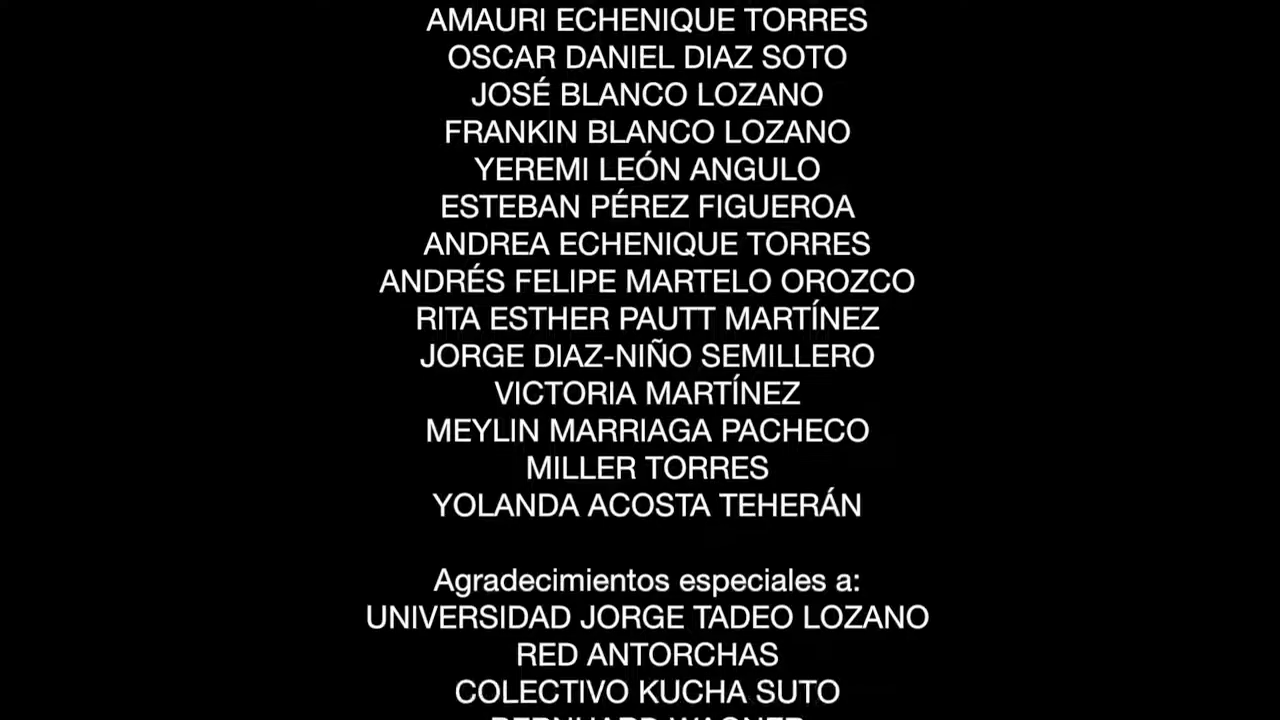 AMAURI ECHENIQUE TORRES
OSCAR DANIEL DIAZ SOTO
JOSÉ BLANCO LOZANO
FRANKIN BLANCO LOZANO
YEREMI LEÓN ANGULO
ESTEBAN PÉREZ FIGUEROA
ANDREA ECHENIQUE TORRES
ANDRÉS FELIPE MARTELO OROZCO
RITA ESTHER PAUTT MARTÍNEZ
JORGE DIAZ-NIÑO SEMILLERO
VICTORIA MARTÍNEZ
MEYLIN MARRIAGA PACHECO
MILLER TORRES
YOLANDA ACOSTA TEHERÁN
Agradecimientos especiales a:
UNIVERSIDAD JORGE TADEO LOZANO
RED ANTORCHAS
COLECTIVO KUCHA SUTO
BERNHARD WAGNER